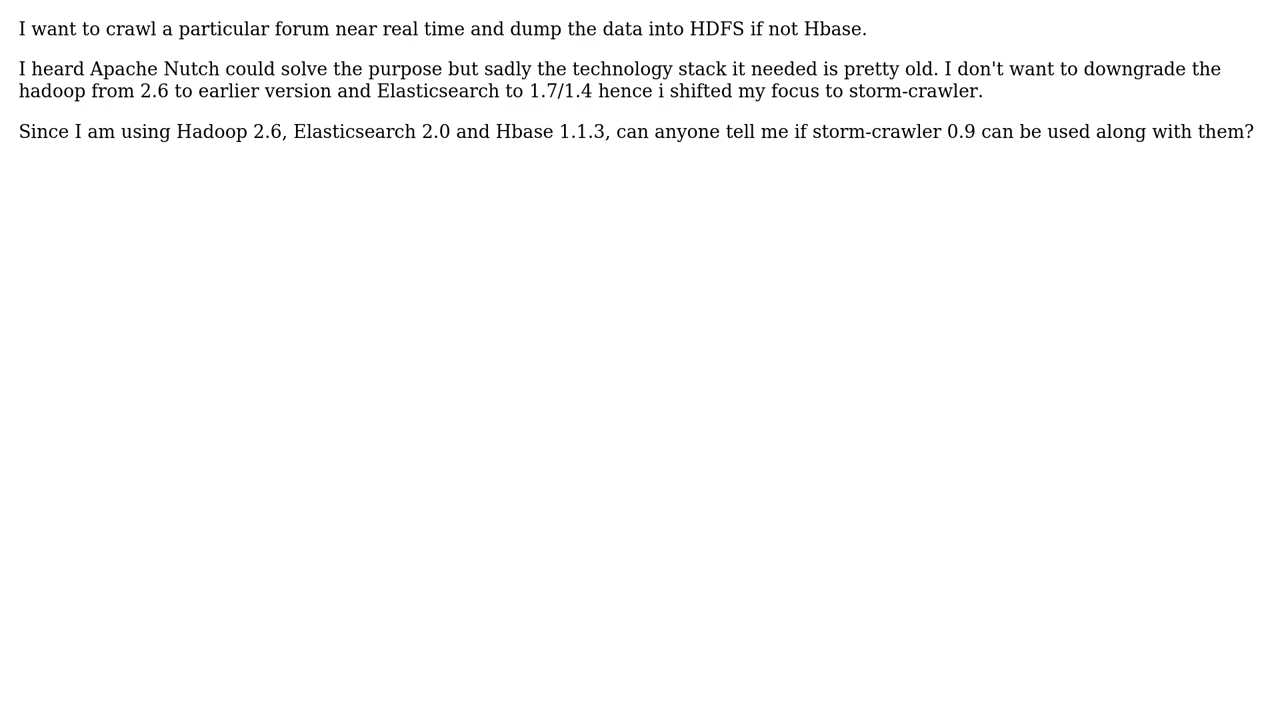 I want to crawl a particular forum near real time and dump the data into HDFS if not Hbase.
I heard Apache Nutch could solve the purpose but sadly the technology stack it needed is pretty old. I don't want to downgrade the
hadoop from 2.6 to earlier version and Elasticsearch to 1.7/1.4 hence i shifted my focus to storm-crawler.
Since I am using Hadoop 2.6, Elasticsearch 2.0 and Hbase 1.1.3, can anyone tell me if storm-crawler 0.9 can be used along with them?